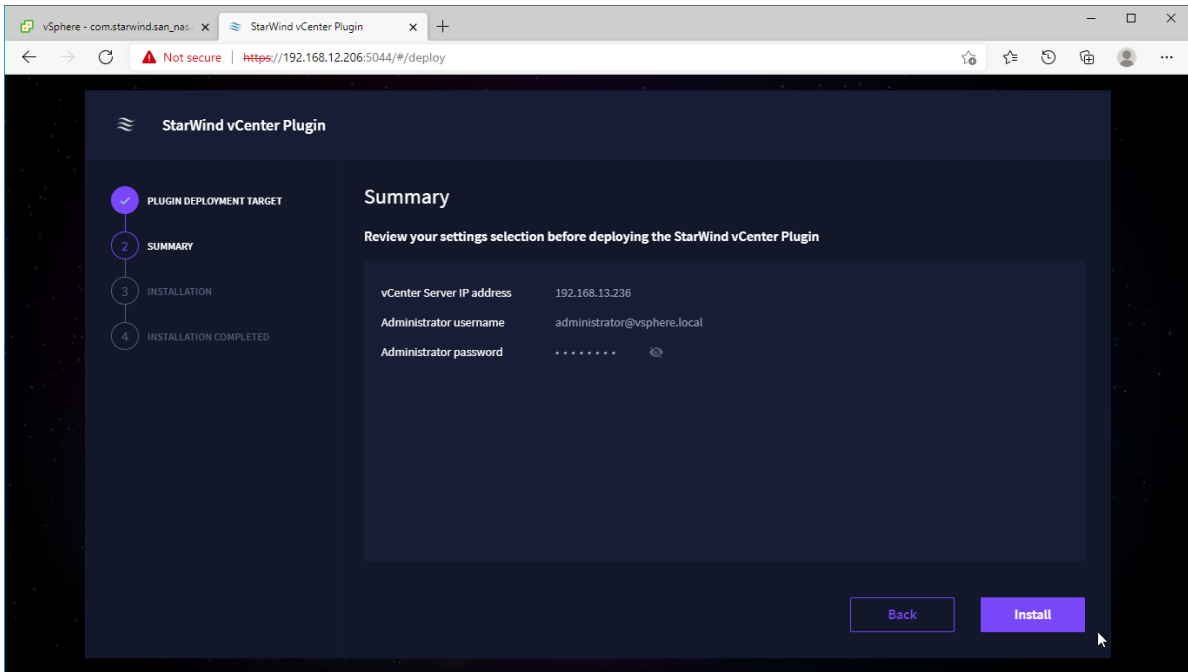 vSphere - com.starwind.san_nas.
StarWind vCenter Plugin
Not secure
https://192.168.12.206:5044/#/deploy
StarWind vCenter Plugin
PLUGIN DEPLOYMENT TARGET
2 SUMMARY
3 INSTALLATION
4 INSTALLATION COMPLETED
Summary
Review your settings selection before deploying the StarWind vCenter Plugin
vCenter Server IP address 192.168.13.236
Administrator username administrator@vsphere.local
Administrator password ••••••••
Back
Install